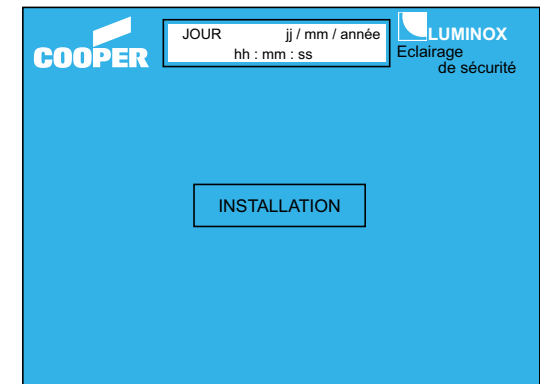 COOPER
JOUR jj / mm / année
hh : mm : ss
LUMINOX
Eclairage
de sécurité
INSTALLATION